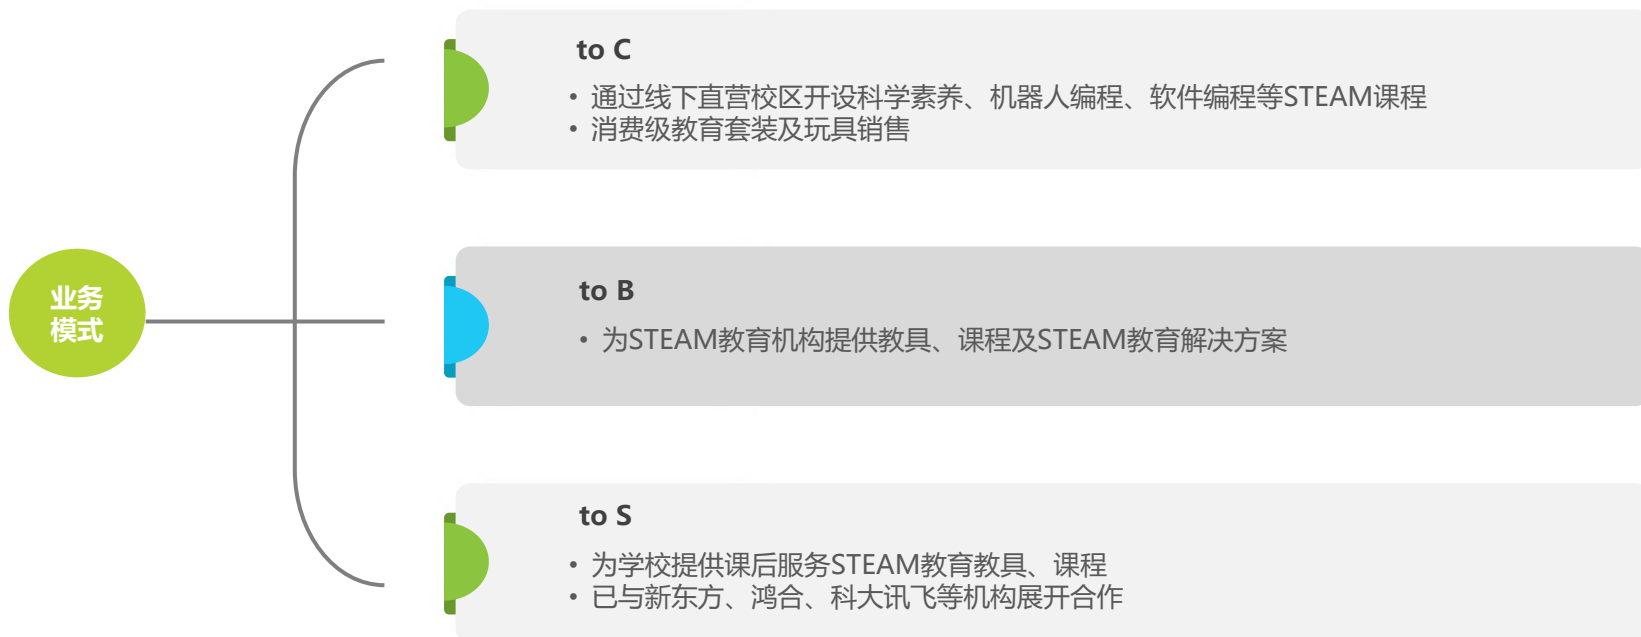 to C
• 通过线下直营校区开设科学素养、机器人编程、软件编程等STEAM课程
• 消费级教育套装及玩具销售
业务
模式
to B
• 为STEAM教育机构提供教具、课程及STEAM教育解决方案
to S
• 为学校提供课后服务STEAM教育教具、课程
• 已与新东方、鸿合、科大讯飞等机构展开合作